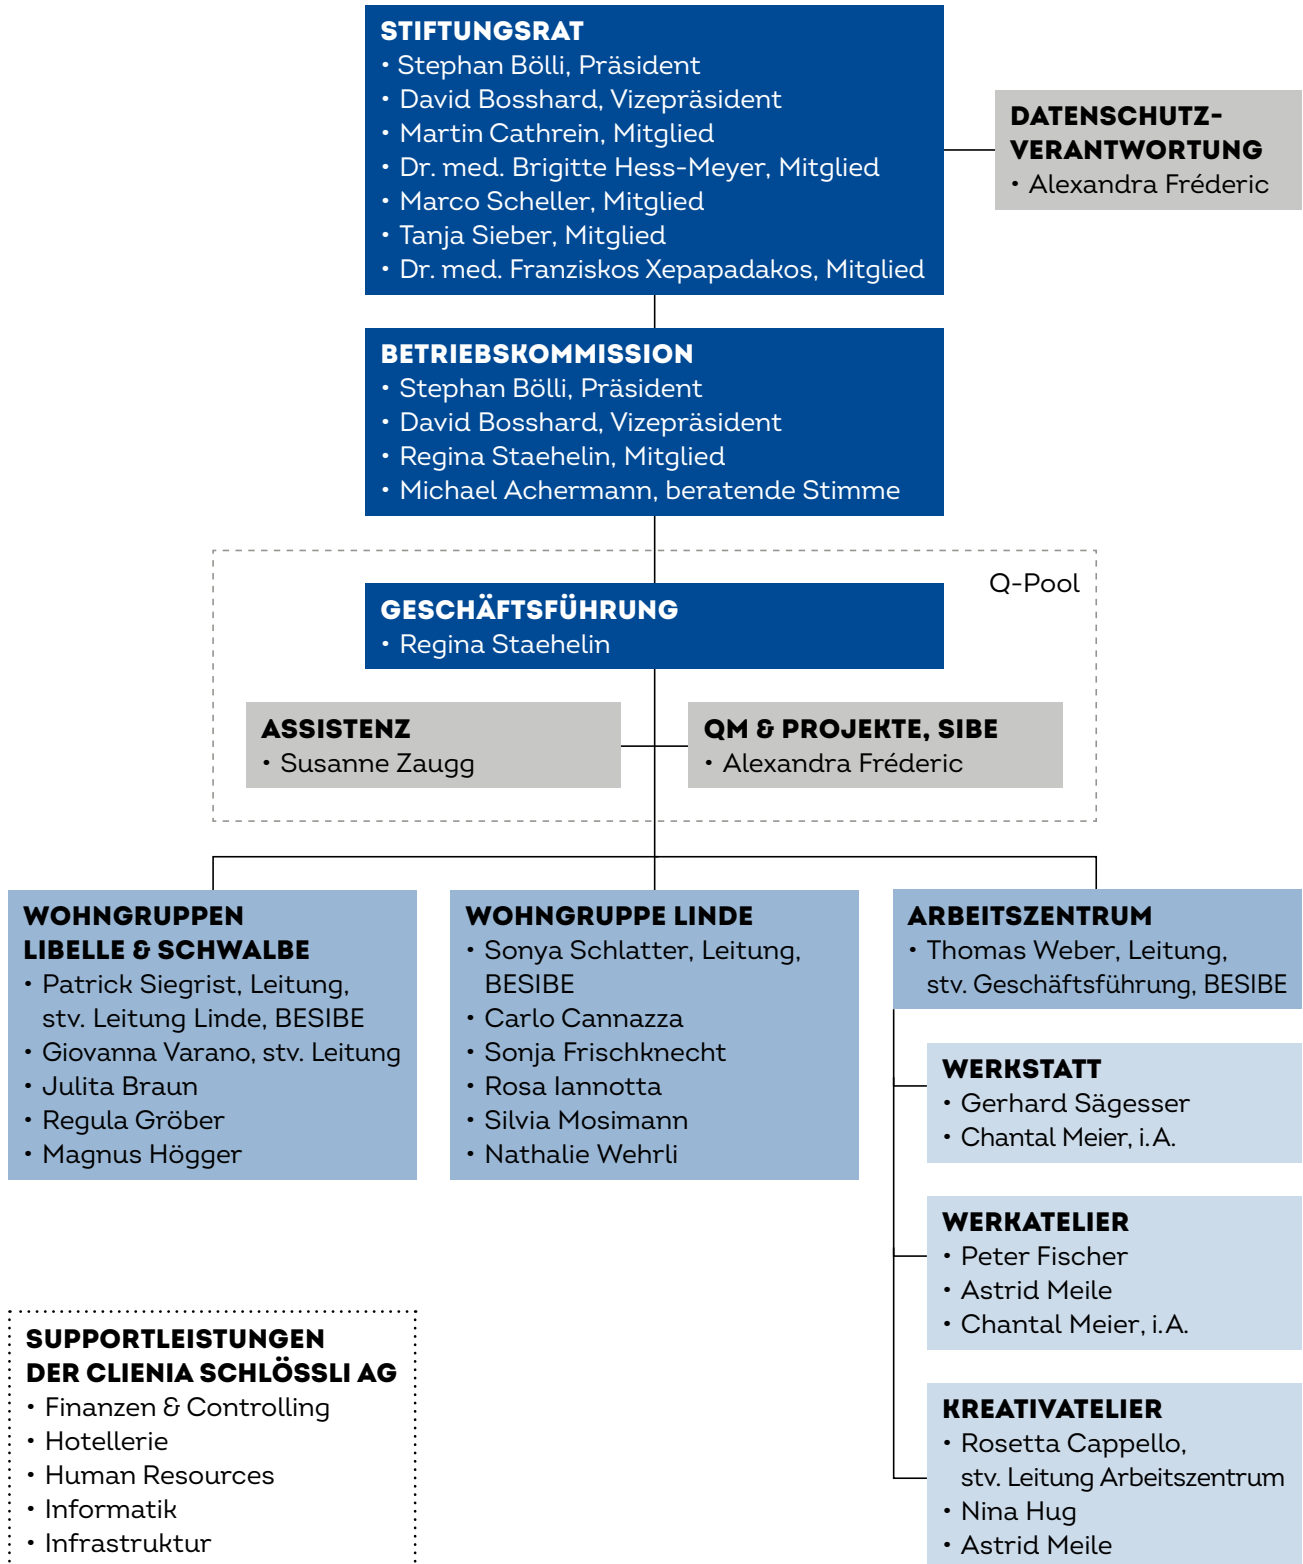 STIFTUNGSRAT
• Stephan Bölli, Präsident
• David Bosshard, Vizepräsident
• Martin Cathrein, Mitglied
• Dr. med. Brigitte Hess-Meyer, Mitglied
• Marco Scheller, Mitglied
• Tanja Sieber, Mitglied
• Dr. med. Franziskos Xepapadakos, Mitglied
DATENSCHUTZ-
VERANTWORTUNG
• Alexandra Fréderic
BETRIEBSKOMMISSION
• Stephan Bölli, Präsident
• David Bosshard, Vizepräsident
• Regina Staehelin, Mitglied
• Michael Achermann, beratende Stimme
Q-Pool
GESCHÄFTSFÜHRUNG
• Regina Staehelin
ASSISTENZ
• Susanne Zaugg
QM & PROJEKTE, SIBE
• Alexandra Fréderic
WOHNGRUPPEN
LIBELLE & SCHWALBE
• Patrick Siegrist, Leitung,
stv. Leitung Linde, BESIBE
• Giovanna Varano, stv. Leitung
• Julita Braun
• Regula Gröber
• Magnus Högger
WOHNGRUPPE LINDE
• Sonya Schlatter, Leitung,
BESIBE
• Carlo Cannazza
• Sonja Frischknecht
• Rosa Iannotta
• Silvia Mosimann
• Nathalie Wehrli
ARBEITSZENTRUM
• Thomas Weber, Leitung,
stv. Geschäftsführung, BESIBE
WERKSTATT
• Gerhard Sägesser
• Chantal Meier, i.A.
WERKATELIER
• Peter Fischer
• Astrid Meile
• Chantal Meier, i.A.
KREATIVATELIER
• Rosetta Cappello,
stv. Leitung Arbeitszentrum
• Nina Hug
• Astrid Meile
SUPPORTLEISTUNGEN
DER CLIENIA SCHLÖSSLI AG
• Finanzen & Controlling
• Hotellerie
• Human Resources
• Informatik
• Infrastruktur